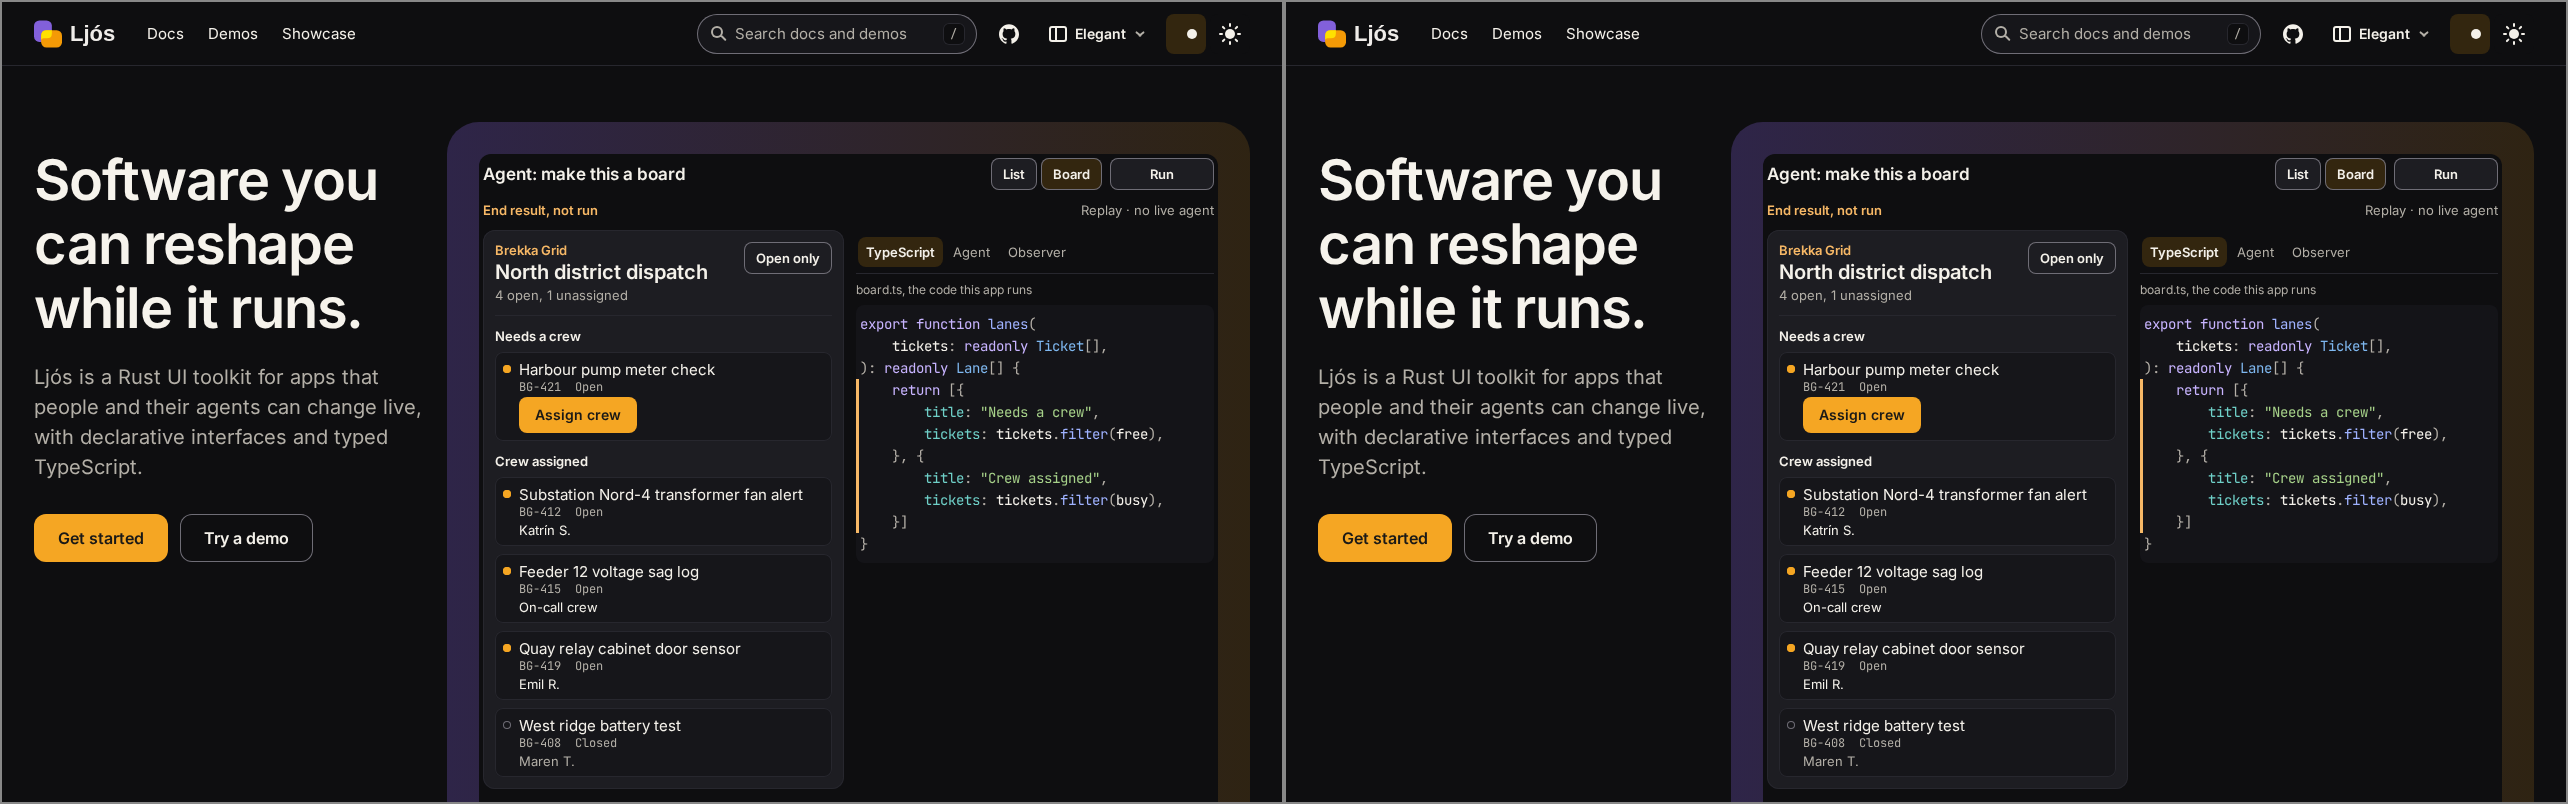 Ljós Docs Demos Showcase Search docs and demos / Elegant
Software you
can reshape
while it runs.
Ljós is a Rust UI toolkit for apps that
people and their agents can change live,
with declarative interfaces and typed
TypeScript.
Get started Try a demo
Agent: make this a board List Board Run
End result, not run Replay · no live agent
Brekka Grid
North district dispatch
4 open, 1 unassigned
Open only
Needs a crew
Harbour pump meter check
BG-421 Open
Assign crew
Crew assigned
Substation Nord-4 transformer fan alert
BG-412 Open
Katrín S.
Feeder 12 voltage sag log
BG-415 Open
On-call crew
Quay relay cabinet door sensor
BG-419 Open
Emil R.
West ridge battery test
BG-408 Closed
Maren T.
TypeScript Agent Observer
board.ts, the code this app runs
export function lanes(
    tickets: readonly Ticket[],
): readonly Lane[] {
    return [{
        title: "Needs a crew",
        tickets: tickets.filter(free),
    }, {
        title: "Crew assigned",
        tickets: tickets.filter(busy),
    }]
}
Ljós Docs Demos Showcase Search docs and demos / Elegant
Software you
can reshape
while it runs.
Ljós is a Rust UI toolkit for apps that
people and their agents can change live,
with declarative interfaces and typed
TypeScript.
Get started Try a demo
Agent: make this a board List Board Run
End result, not run Replay · no live agent
Brekka Grid
North district dispatch
4 open, 1 unassigned
Open only
Needs a crew
Harbour pump meter check
BG-421 Open
Assign crew
Crew assigned
Substation Nord-4 transformer fan alert
BG-412 Open
Katrín S.
Feeder 12 voltage sag log
BG-415 Open
On-call crew
Quay relay cabinet door sensor
BG-419 Open
Emil R.
West ridge battery test
BG-408 Closed
Maren T.
TypeScript Agent Observer
board.ts, the code this app runs
export function lanes(
    tickets: readonly Ticket[],
): readonly Lane[] {
    return [{
        title: "Needs a crew",
        tickets: tickets.filter(free),
    }, {
        title: "Crew assigned",
        tickets: tickets.filter(busy),
    }]
}